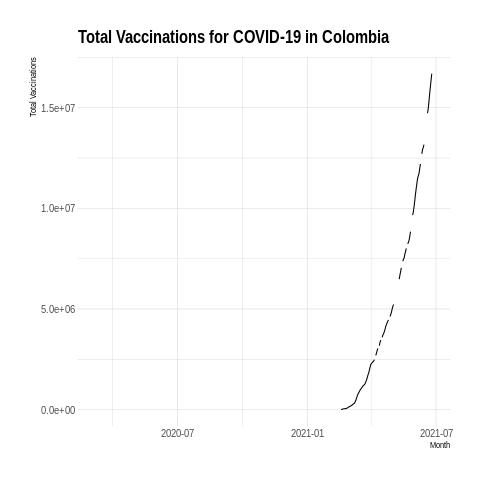 Total Vaccinations for COVID-19 in Colombia
Total Vaccinations
1.5e+07
1.0e+07
5.0e+06
0.0e+00
2020-07
2021-01
2021-07
Month